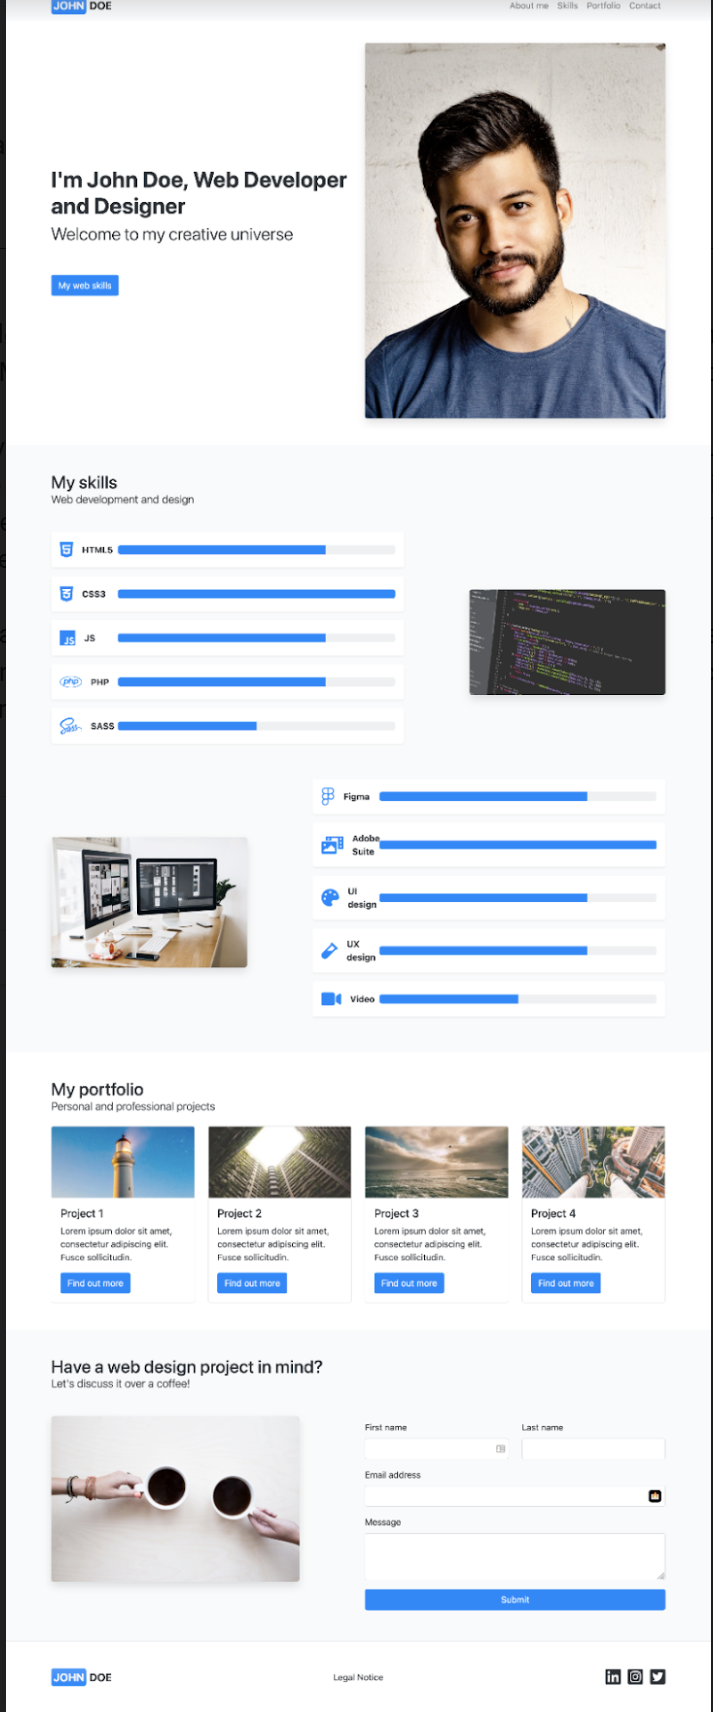 JOHN DOE
About me Skills Portfolio Contact
I'm John Doe, Web Developer
and Designer
Welcome to my creative universe
My web skills
My skills
Web development and design
HTML5
CSS3
JS JS
php PHP
Sass SASS
Figma
Adobe
Suite
UI
design
UX
design
Video
My portfolio
Personal and professional projects
Project 1
Lorem ipsum dolor sit amet,
consectetur adipiscing elit.
Fusce sollicitudin.
Find out more
Project 2
Lorem ipsum dolor sit amet,
consectetur adipiscing elit.
Fusce sollicitudin.
Find out more
Project 3
Lorem ipsum dolor sit amet,
consectetur adipiscing elit.
Fusce sollicitudin.
Find out more
Project 4
Lorem ipsum dolor sit amet,
consectetur adipiscing elit.
Fusce sollicitudin.
Find out more
Have a web design project in mind?
Let's discuss it over a coffee!
First name
Last name
Email address
Message
Submit
JOHN DOE
Legal Notice